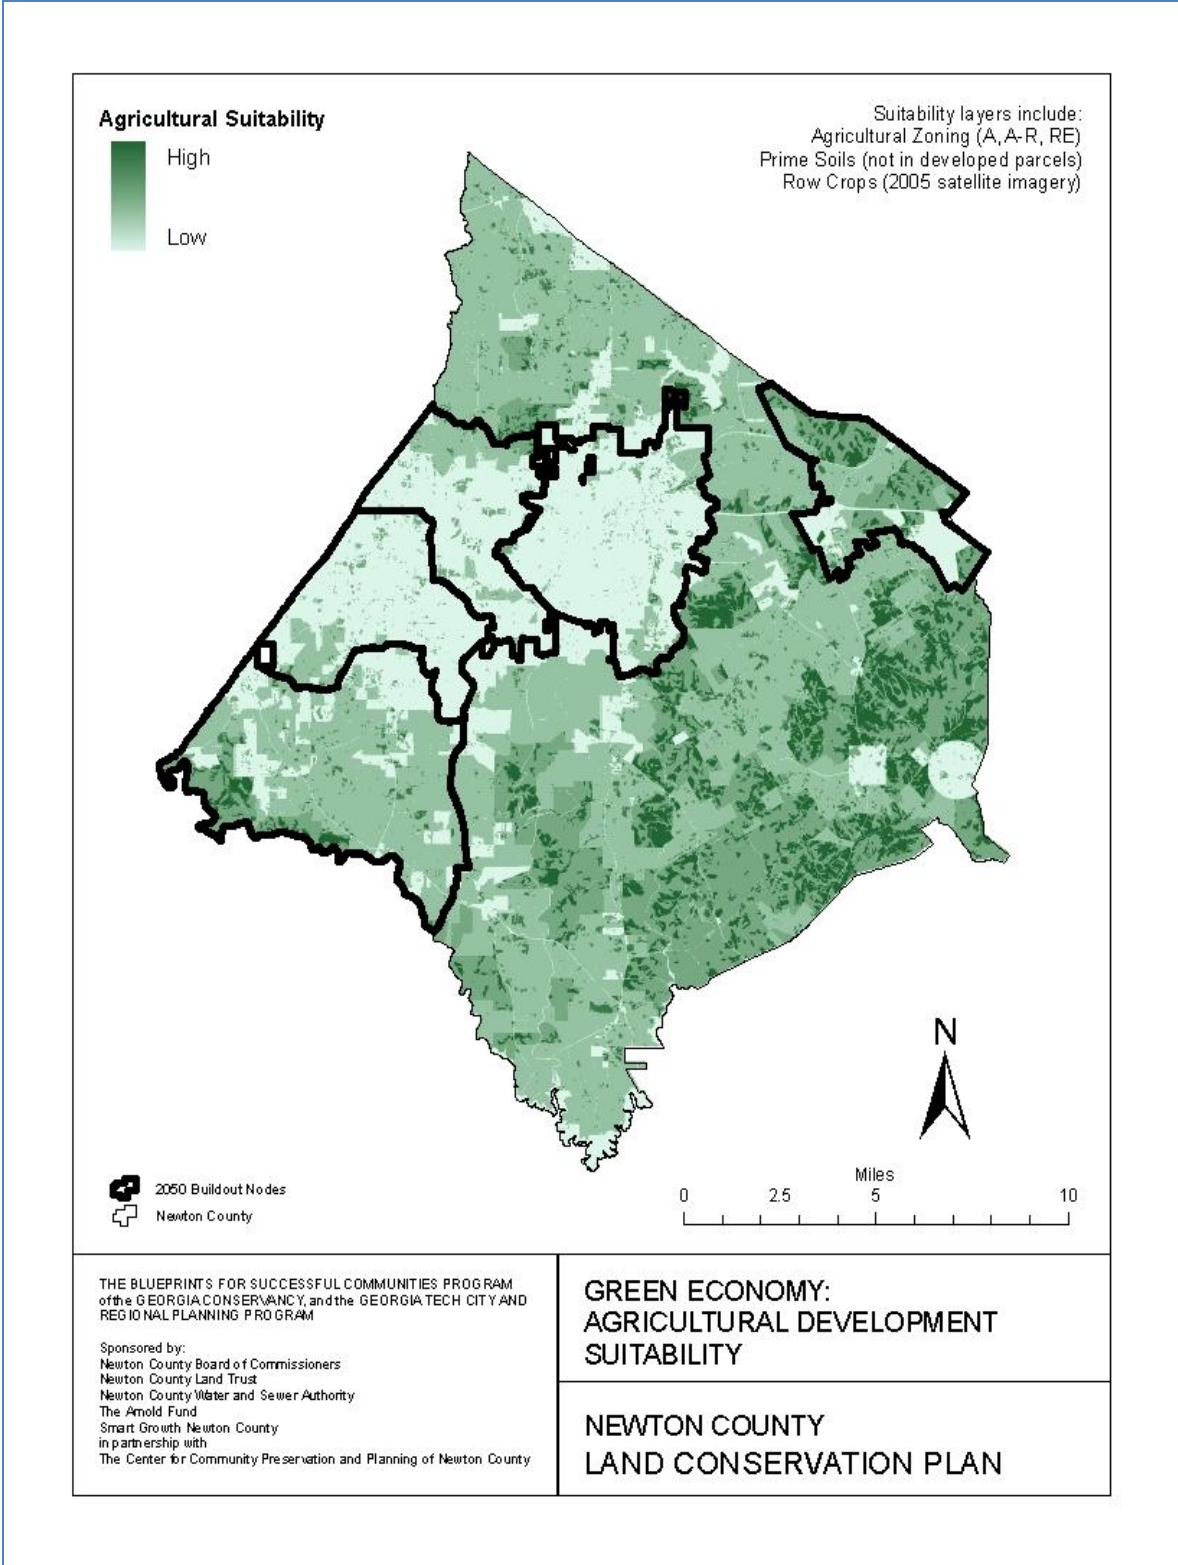 Agricultural Suitability
High
Low
Suitability layers include:
Agricultural Zoning (A, A-R, RE)
Prime Soils (not in developed parcels)
Row Crops (2005 satellite imagery)
N
Miles
0 2.5 5 10
2050 Buildout Nodes
Newton County
THE BLUEPRINTS FOR SUCCESSFUL COMMUNITIES PROGRAM
of the GEORGIA CONSERVANCY, and the GEORGIA TECH CITY AND
REGIONAL PLANNING PROGRAM
Sponsored by:
Newton County Board of Commissioners
Newton County Land Trust
Newton County Water and Sewer Authority
The Arnold Fund
Smart Growth Newton County
in partnership with
The Center for Community Preservation and Planning of Newton County
GREEN ECONOMY:
AGRICULTURAL DEVELOPMENT
SUITABILITY
NEWTON COUNTY
LAND CONSERVATION PLAN